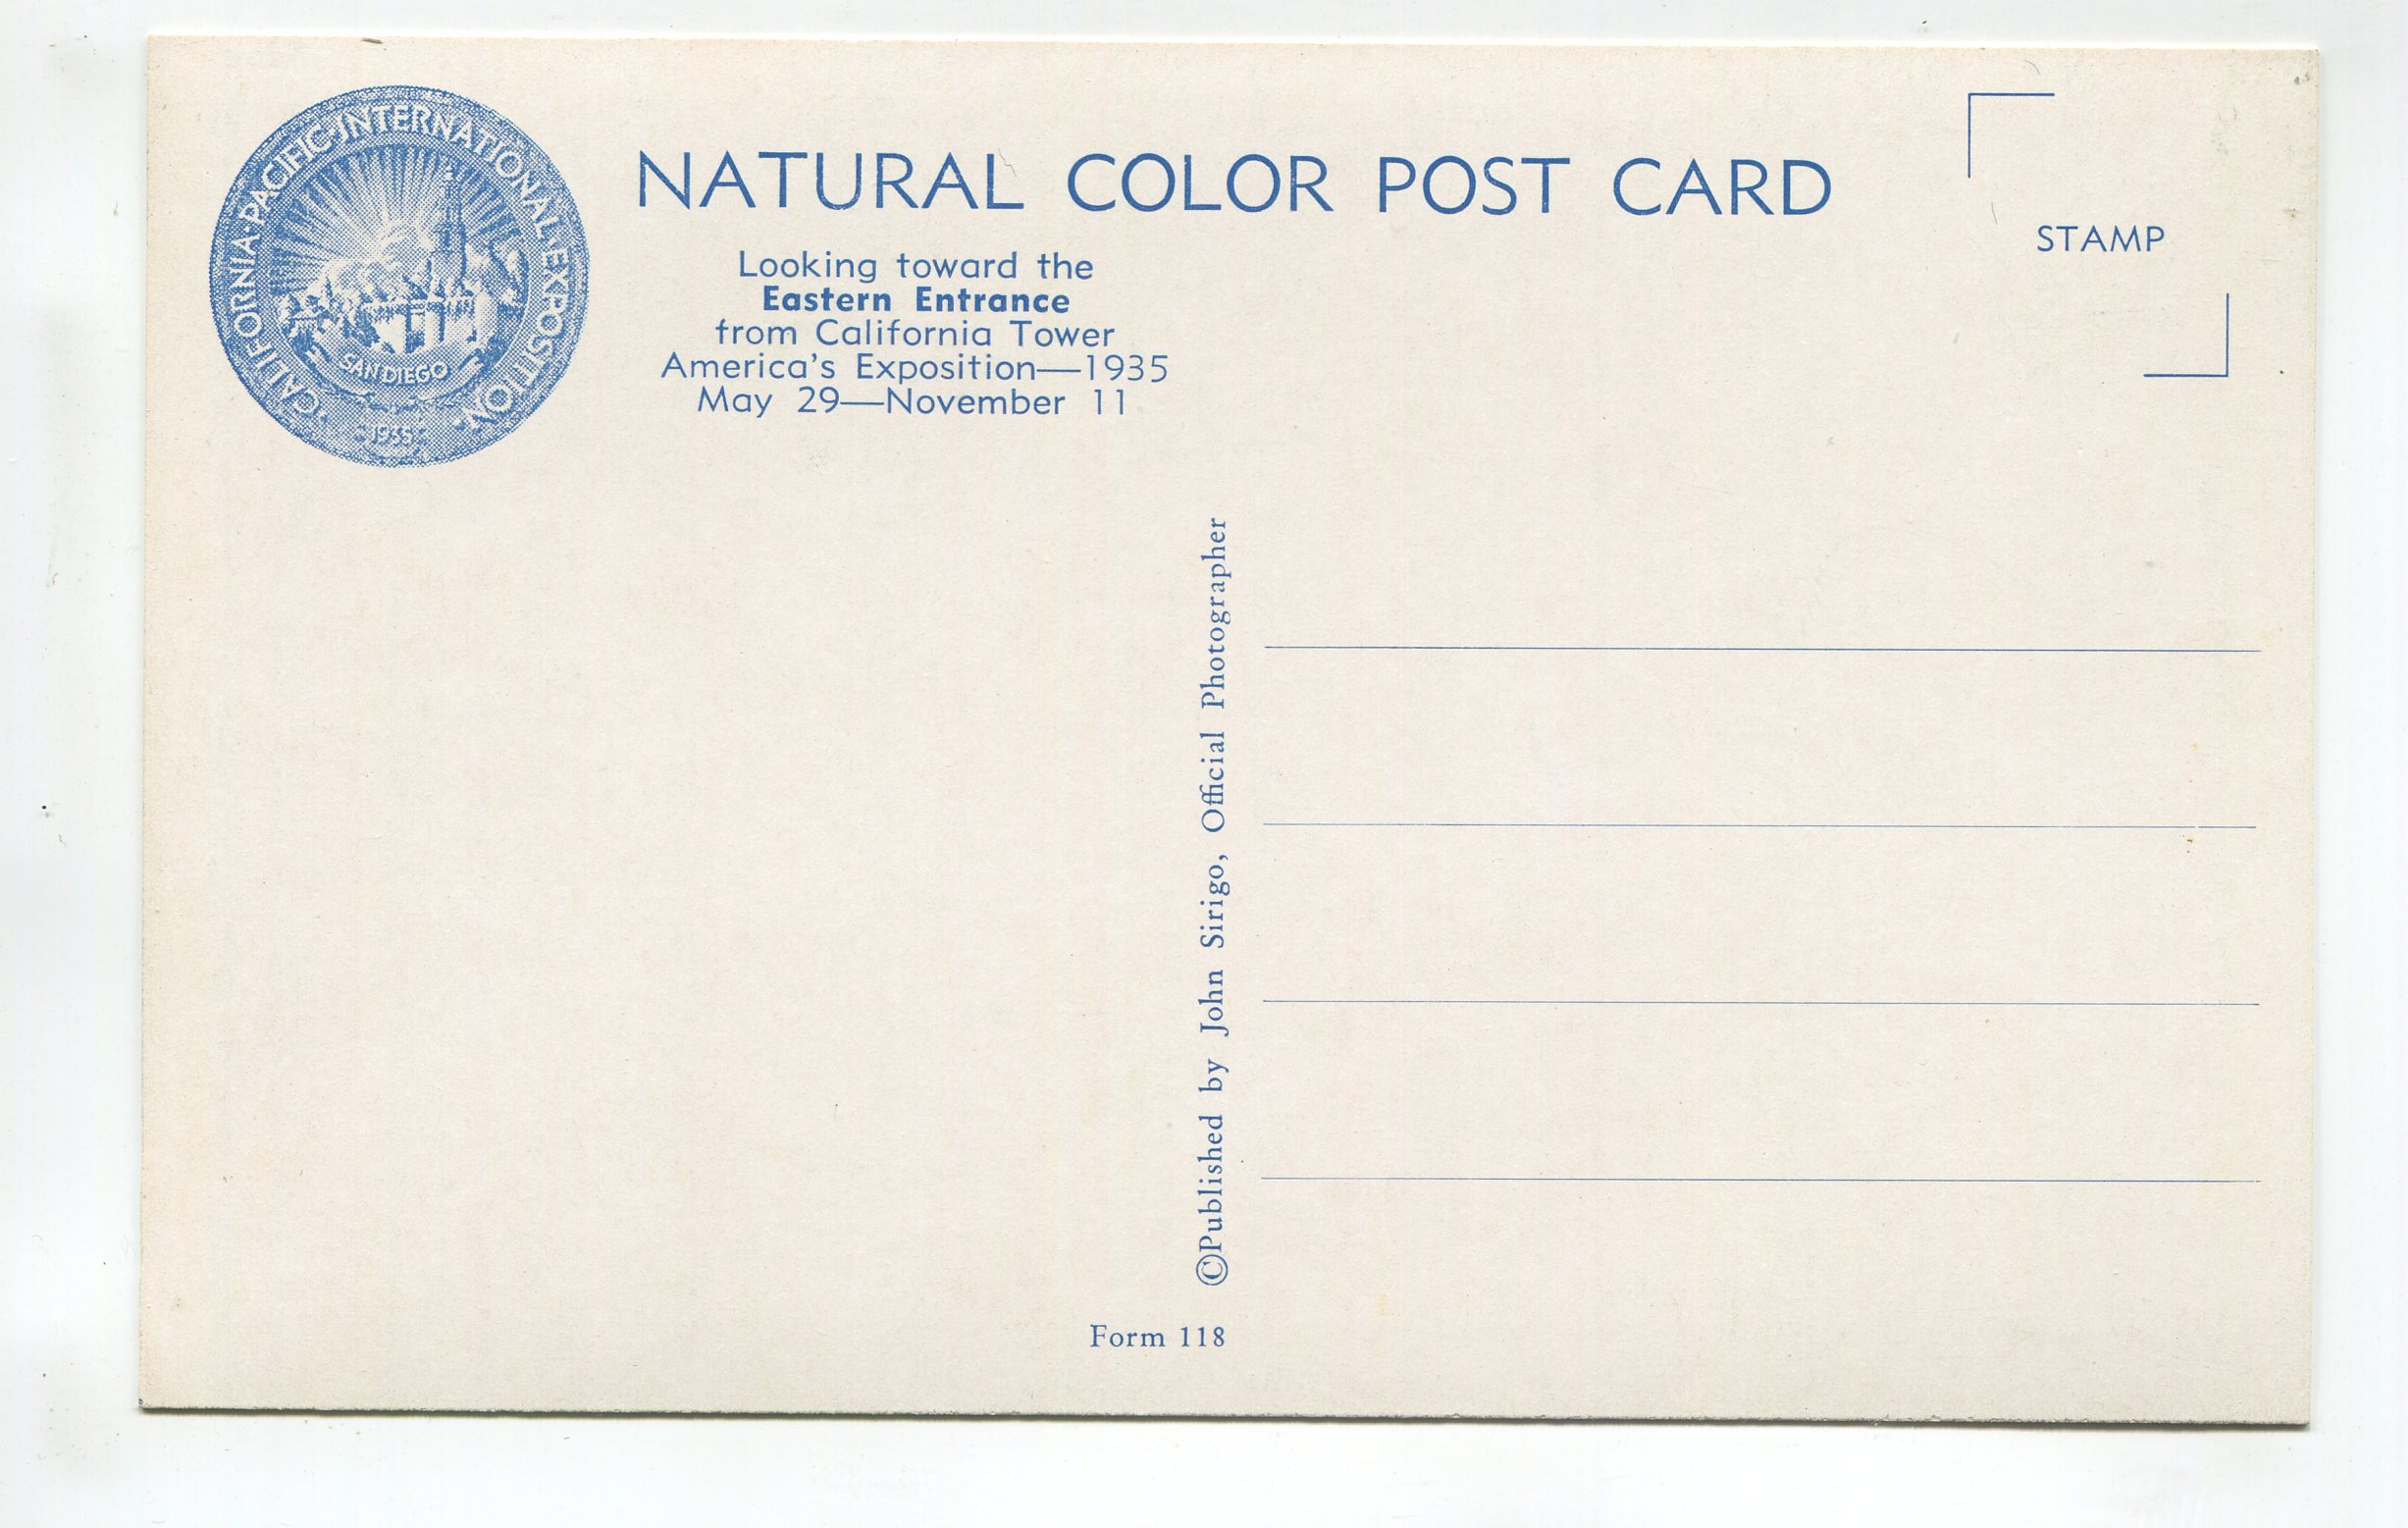 CALIFORNIA·PACIFIC·INTERNATIONAL·EXPOSITION
SAN DIEGO
1935
NATURAL COLOR POST CARD
STAMP
Looking toward the
Eastern Entrance
from California Tower
America's Exposition—1935
May 29—November 11
©Published by John Sirigo, Official Photographer
Form 118